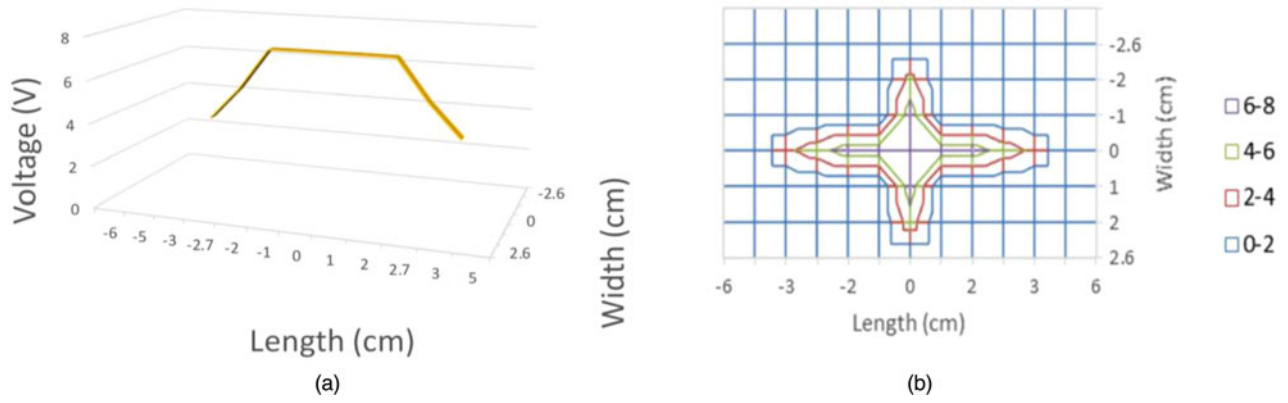 8
6
4
2
0
Voltage (V)
-6 -5 -3 -2.7 -2 -1 0 1 2 2.7 3 5
Length (cm)
-2.6
0
2.6
Width (cm)
(a)
-2.6
-2
-1
0
1
2
2.6
Width (cm)
-6 -3 -2 0 2 3 6
Length (cm)
6-8
4-6
2-4
0-2
(b)